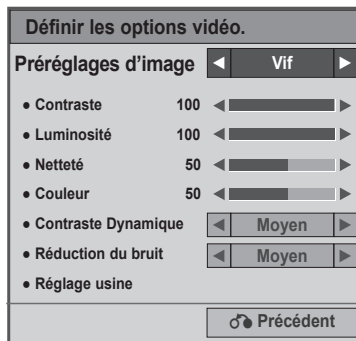 Définir les options vidéo.
Préréglages d'image ◀ Vif ▶
● Contraste 100
● Luminosité 100
● Netteté 50
● Couleur 50
● Contraste Dynamique ◀ Moyen ▶
● Réduction du bruit ◀ Moyen ▶
● Réglage usine
Précédent